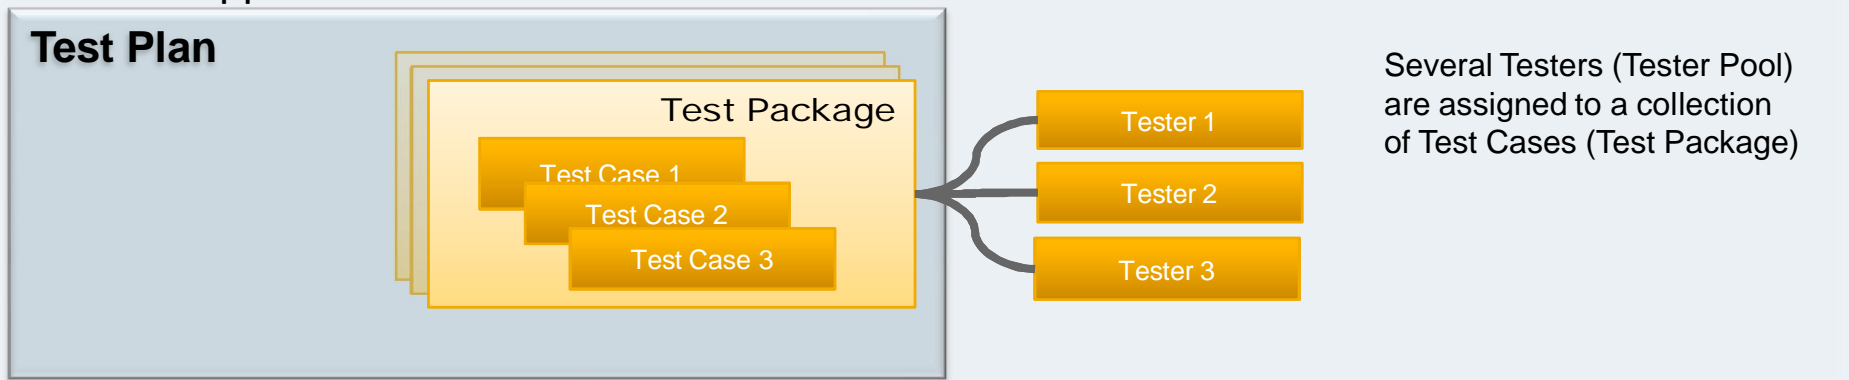 Test Plan
Test Package
Test Case 1
Test Case 2
Test Case 3
Tester 1
Tester 2
Tester 3
Several Testers (Tester Pool)
are assigned to a collection
of Test Cases (Test Package)